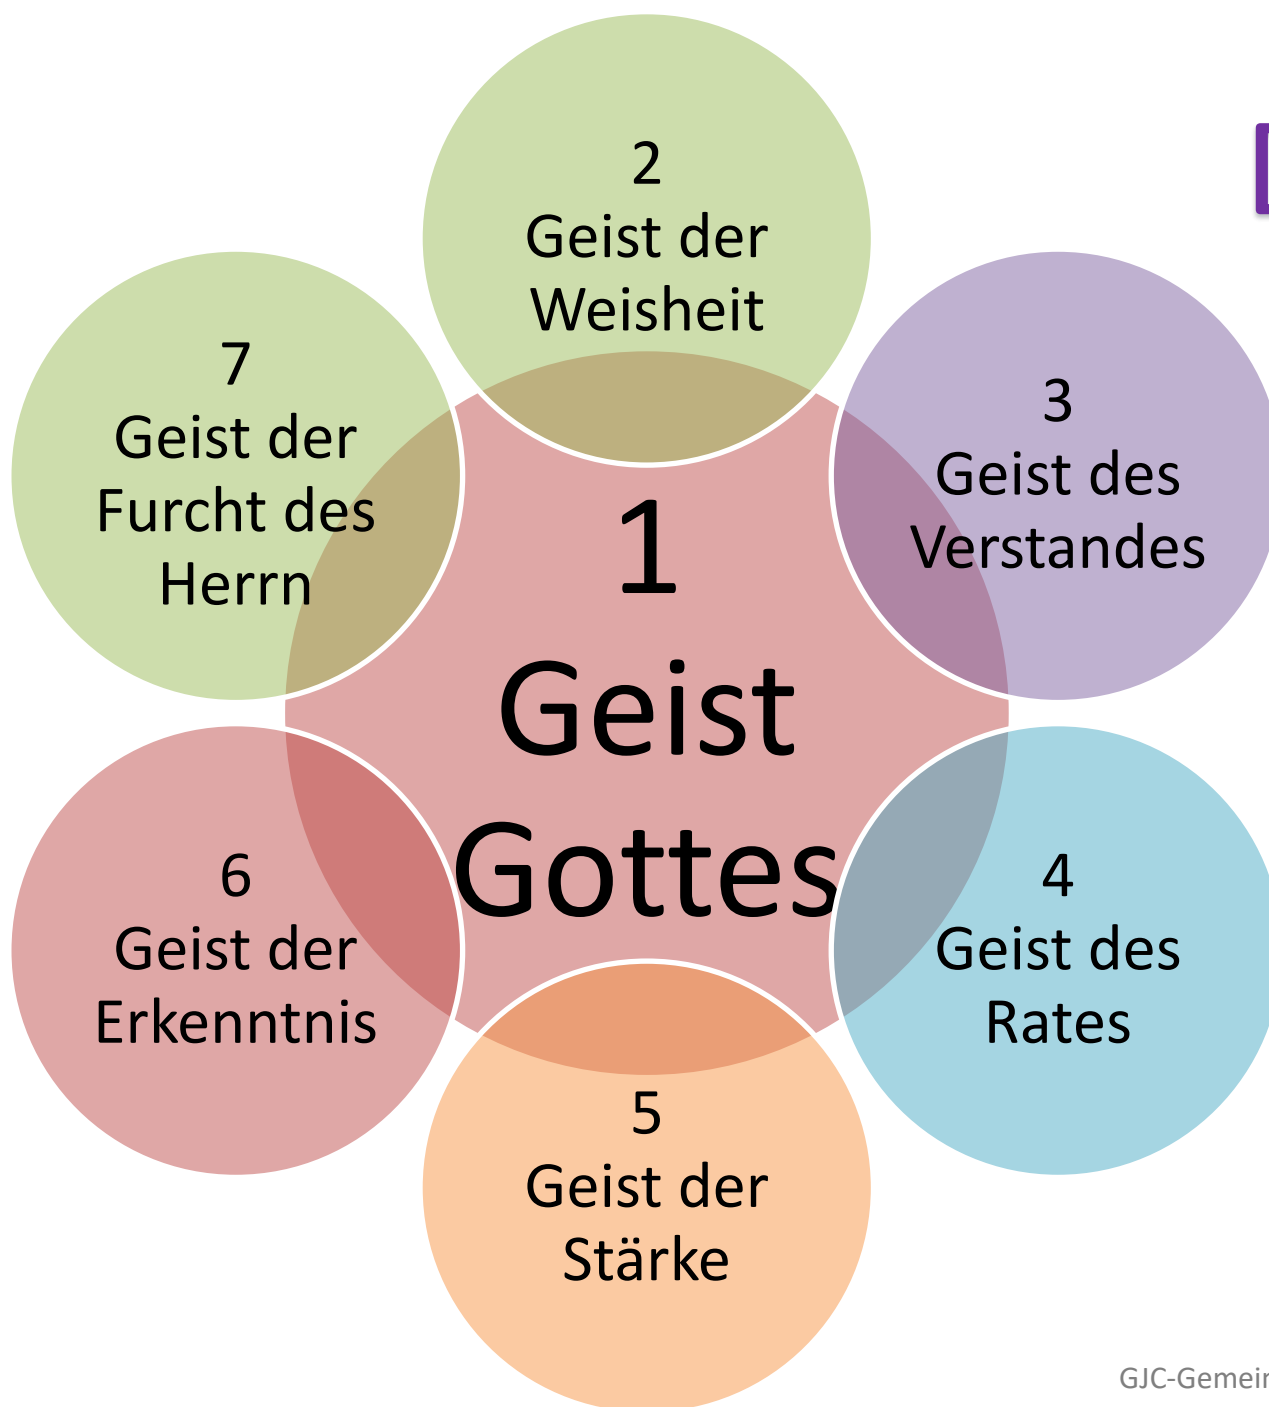 1
Geist
Gottes
2
Geist der
Weisheit
3
Geist des
Verstandes
4
Geist des
Rates
5
Geist der
Stärke
6
Geist der
Erkenntnis
7
Geist der
Furcht des
Herrn
GJC-Gemein